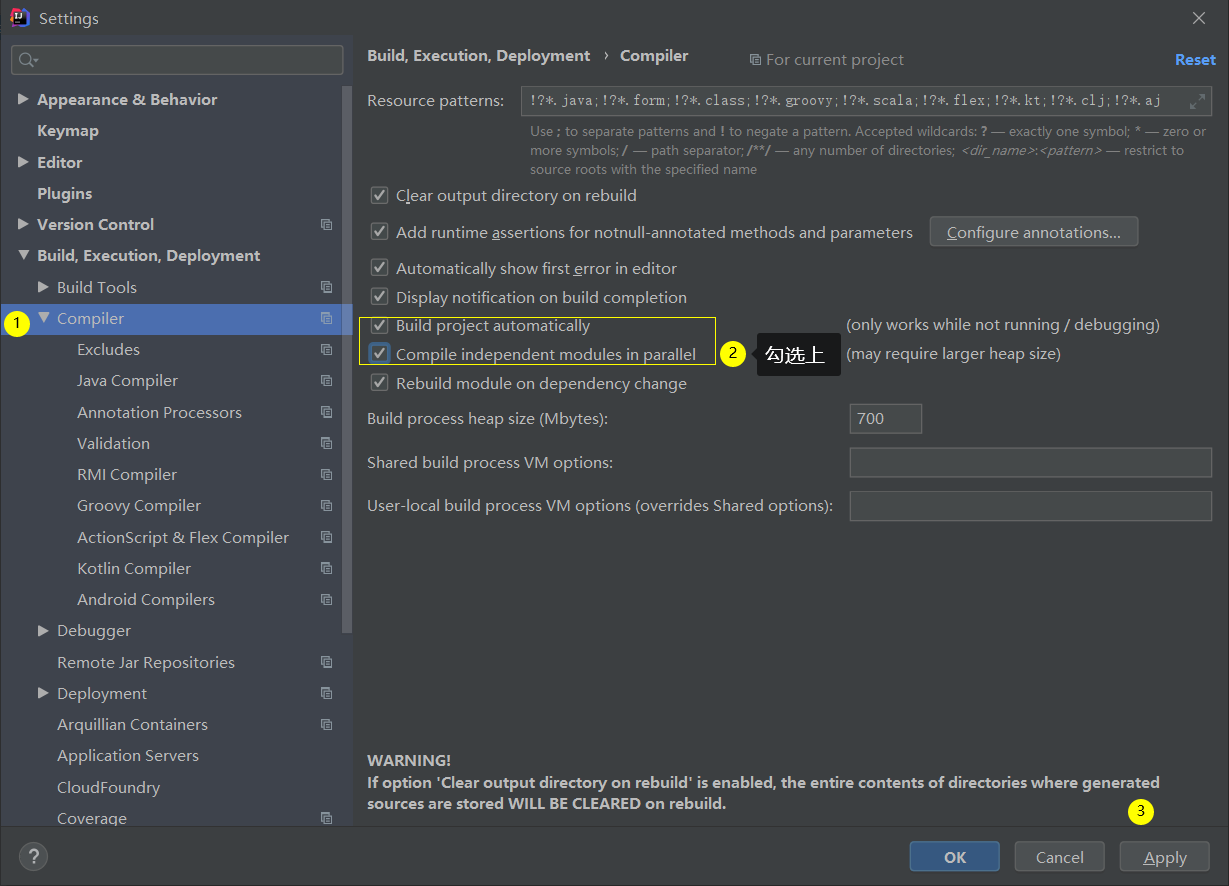 Settings
Build, Execution, Deployment › Compiler
For current project
Reset
Appearance & Behavior
Keymap
Editor
Plugins
Version Control
Build, Execution, Deployment
Build Tools
1
Compiler
Excludes
Java Compiler
Annotation Processors
Validation
RMI Compiler
Groovy Compiler
ActionScript & Flex Compiler
Kotlin Compiler
Android Compilers
Debugger
Remote Jar Repositories
Deployment
Arquillian Containers
Application Servers
CloudFoundry
Coverage
Resource patterns:
!?*.java;!?*.form;!?*.class;!?*.groovy;!?*.scala;!?*.flex;!?*.kt;!?*.clj;!?*.aj
Use ; to separate patterns and ! to negate a pattern. Accepted wildcards: ? — exactly one symbol; * — zero or
more symbols; / — path separator; /**/ — any number of directories; <dir_name>:<pattern> — restrict to
source roots with the specified name
Clear output directory on rebuild
Add runtime assertions for notnull-annotated methods and parameters
Configure annotations...
Automatically show first error in editor
Display notification on build completion
Build project automatically
(only works while not running / debugging)
Compile independent modules in parallel
2
勾选上
(may require larger heap size)
Rebuild module on dependency change
Build process heap size (Mbytes):
700
Shared build process VM options:
User-local build process VM options (overrides Shared options):
WARNING!
If option 'Clear output directory on rebuild' is enabled, the entire contents of directories where generated
sources are stored WILL BE CLEARED on rebuild.
3
?
OK
Cancel
Apply